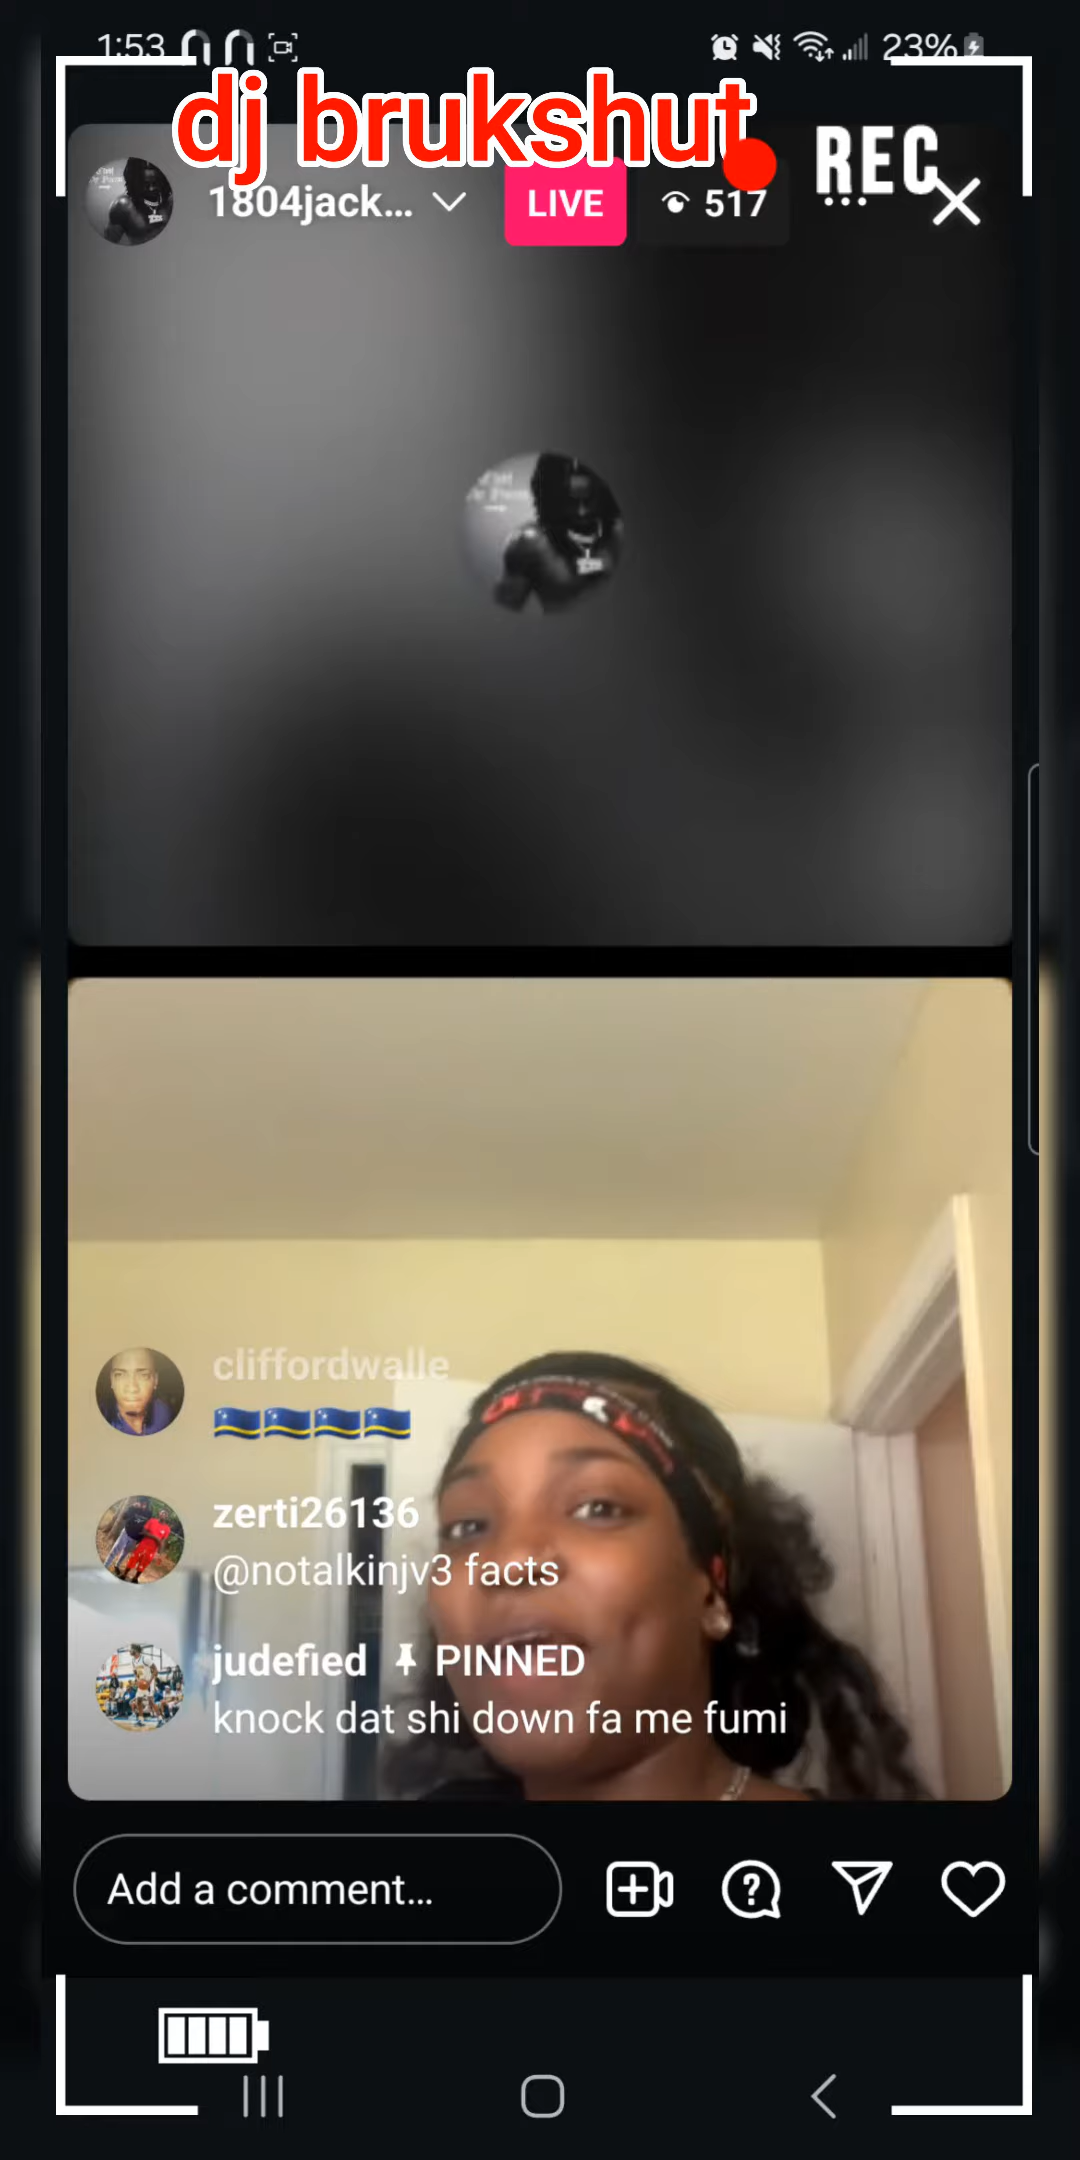 1:53
23%
dj brukshut
REC
1804jack...
LIVE
517
cliffordwalle
zerti26136
@notalkinjv3 facts
judefied PINNED
knock dat shi down fa me fumi
Add a comment...